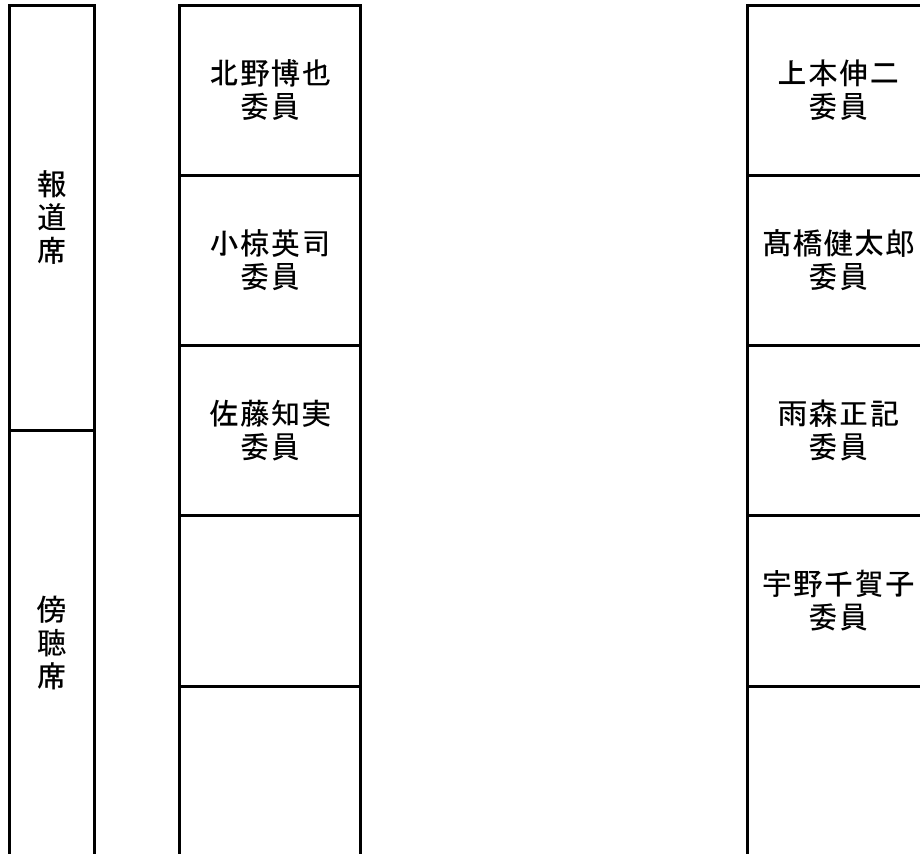 報道席
傍聴席
北野博也
委員
小椋英司
委員
佐藤知実
委員
上本伸二
委員
髙橋健太郎
委員
雨森正記
委員
宇野千賀子
委員